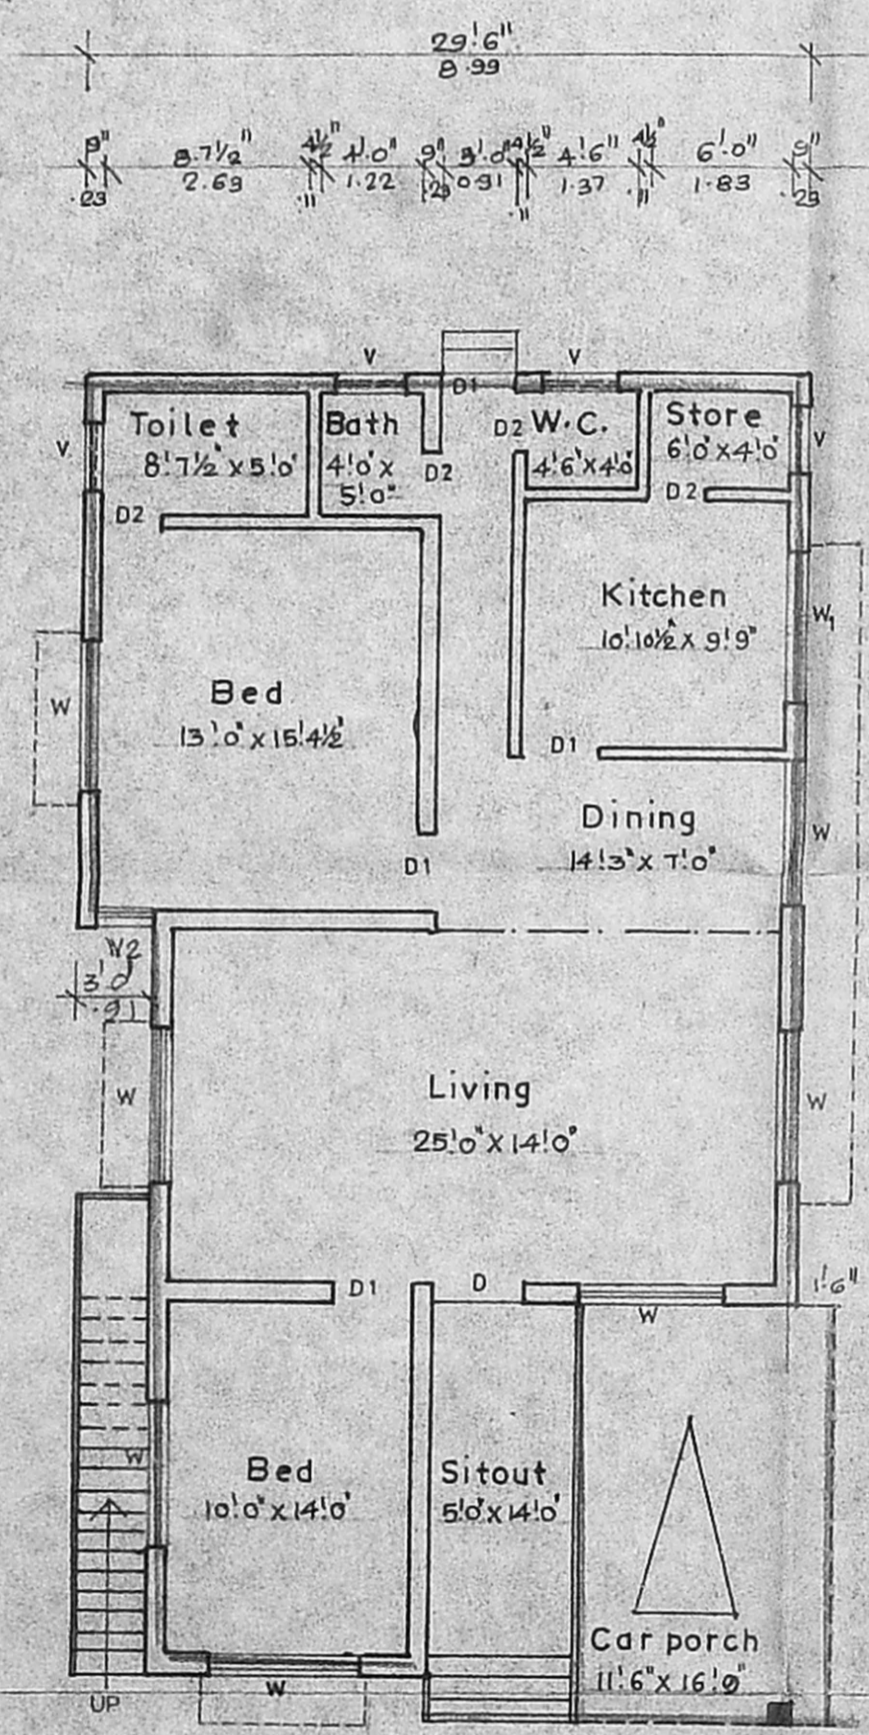 29'6"
8.99
9" 8'7½" 4½" 4'0" 9" 3'0" 4½" 4'6" 4½" 6'0" 9"
.23 2.63 .11 1.22 .23 0.91 .11 1.37 .11 1.83 .23
V V
D1
Toilet Bath D2 W.C. Store
V 8'7½" X 5'0" 4'0" X D2 4'6" X 4'0" 6'0" X 4'0" V
5'0"
D2 D2
Kitchen W1
10'10½" X 9'9"
W Bed
13'0" X 15'4½"
D1
Dining W
14'3" X 7'0"
D1
W2
3'0"
.91
W Living W
25'0" X 14'0"
D1 D 1'6"
W
W Bed Sitout
10'0" X 14'0" 5'0" X 14'0"
Car porch
11'6" X 16'0"
UP W